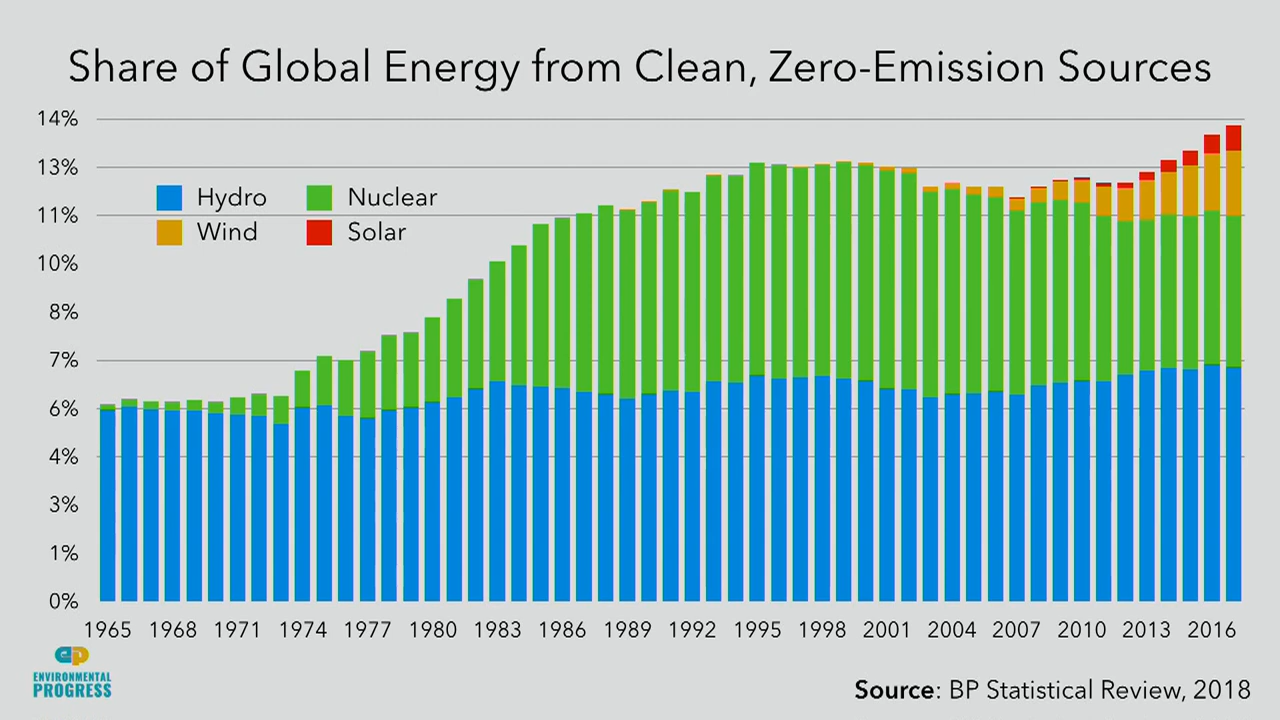 Share of Global Energy from Clean, Zero-Emission Sources
14%
13%
11%
10%
8%
7%
6%
4%
3%
1%
0%
Hydro Nuclear
Wind Solar
1965 1968 1971 1974 1977 1980 1983 1986 1989 1992 1995 1998 2001 2004 2007 2010 2013 2016
ep
ENVIRONMENTAL
PROGRESS
Source: BP Statistical Review, 2018